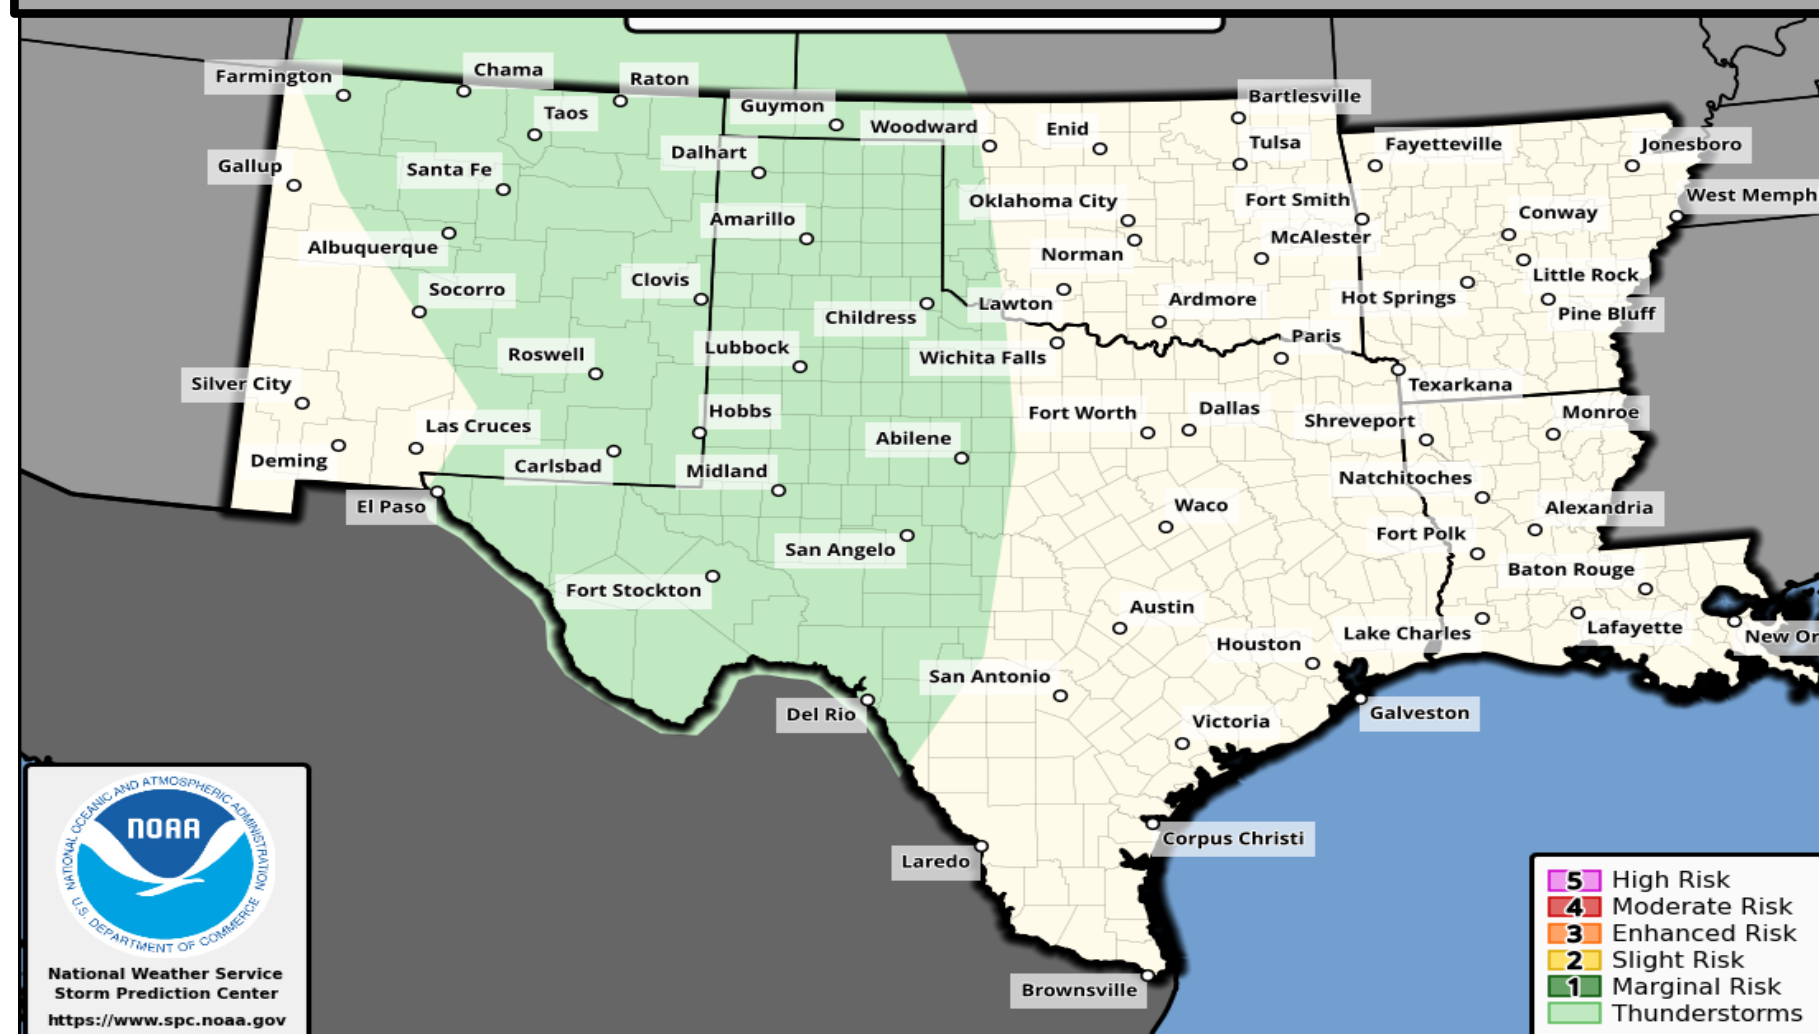 Farmington
Chama
Raton
Taos
Guymon
Woodward
Enid
Bartlesville
Tulsa
Fayetteville
Jonesboro
Gallup
Santa Fe
Dalhart
Oklahoma City
Fort Smith
Conway
West Memph
Albuquerque
Amarillo
Norman
McAlester
Little Rock
Socorro
Clovis
Childress
Lawton
Ardmore
Hot Springs
Pine Bluff
Roswell
Lubbock
Wichita Falls
Paris
Texarkana
Silver City
Las Cruces
Hobbs
Fort Worth
Dallas
Shreveport
Monroe
Deming
Carlsbad
Midland
Abilene
Natchitoches
El Paso
San Angelo
Waco
Fort Polk
Alexandria
Fort Stockton
Austin
Baton Rouge
Houston
Lake Charles
Lafayette
New Or
Del Rio
San Antonio
Victoria
Galveston
Laredo
Corpus Christi
Brownsville
NATIONAL OCEANIC AND ATMOSPHERIC ADMINISTRATION
NOAA
U.S. DEPARTMENT OF COMMERCE
National Weather Service
Storm Prediction Center
https://www.spc.noaa.gov
5 High Risk
4 Moderate Risk
3 Enhanced Risk
2 Slight Risk
1 Marginal Risk
Thunderstorms